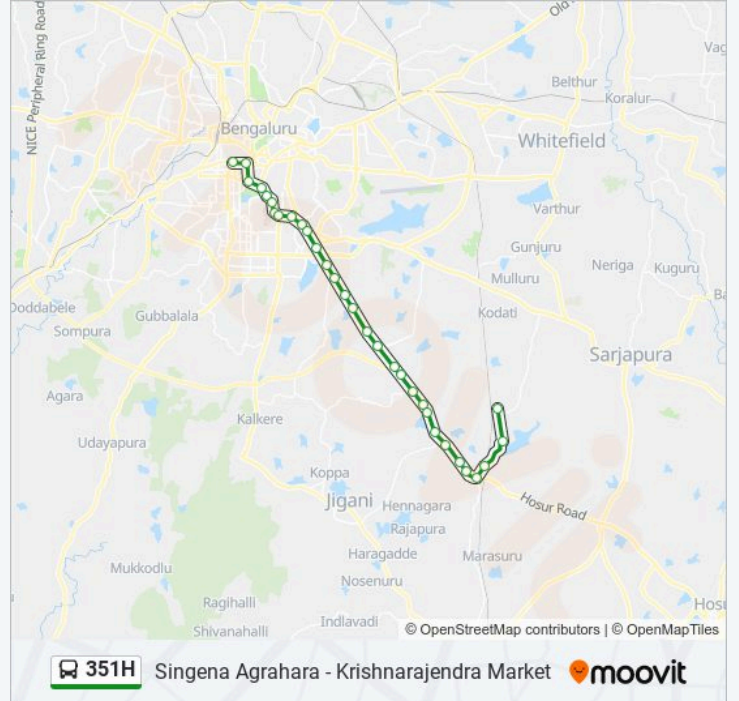 NICE Peripheral Ring Road
Old
Vag
Belthur
Koralur
Bengaluru
Whitefield
Varthur
Gunjuru
Neriga
Kuguru
Mulluru
Ba
Doddabele
Gubbalala
Kodati
Sompura
Sarjapura
Agara
Kalkere
Udayapura
Koppa
Jigani
Hennagara
Hosur Road
Rajapura
Haragadde
Marasuru
Mukkodlu
Nosenuru
Ragihalli
Hosu
Indlavadi
Shivanahalli
© OpenStreetMap contributors | © OpenMapTiles
351H Singena Agrahara - Krishnarajendra Market moovit